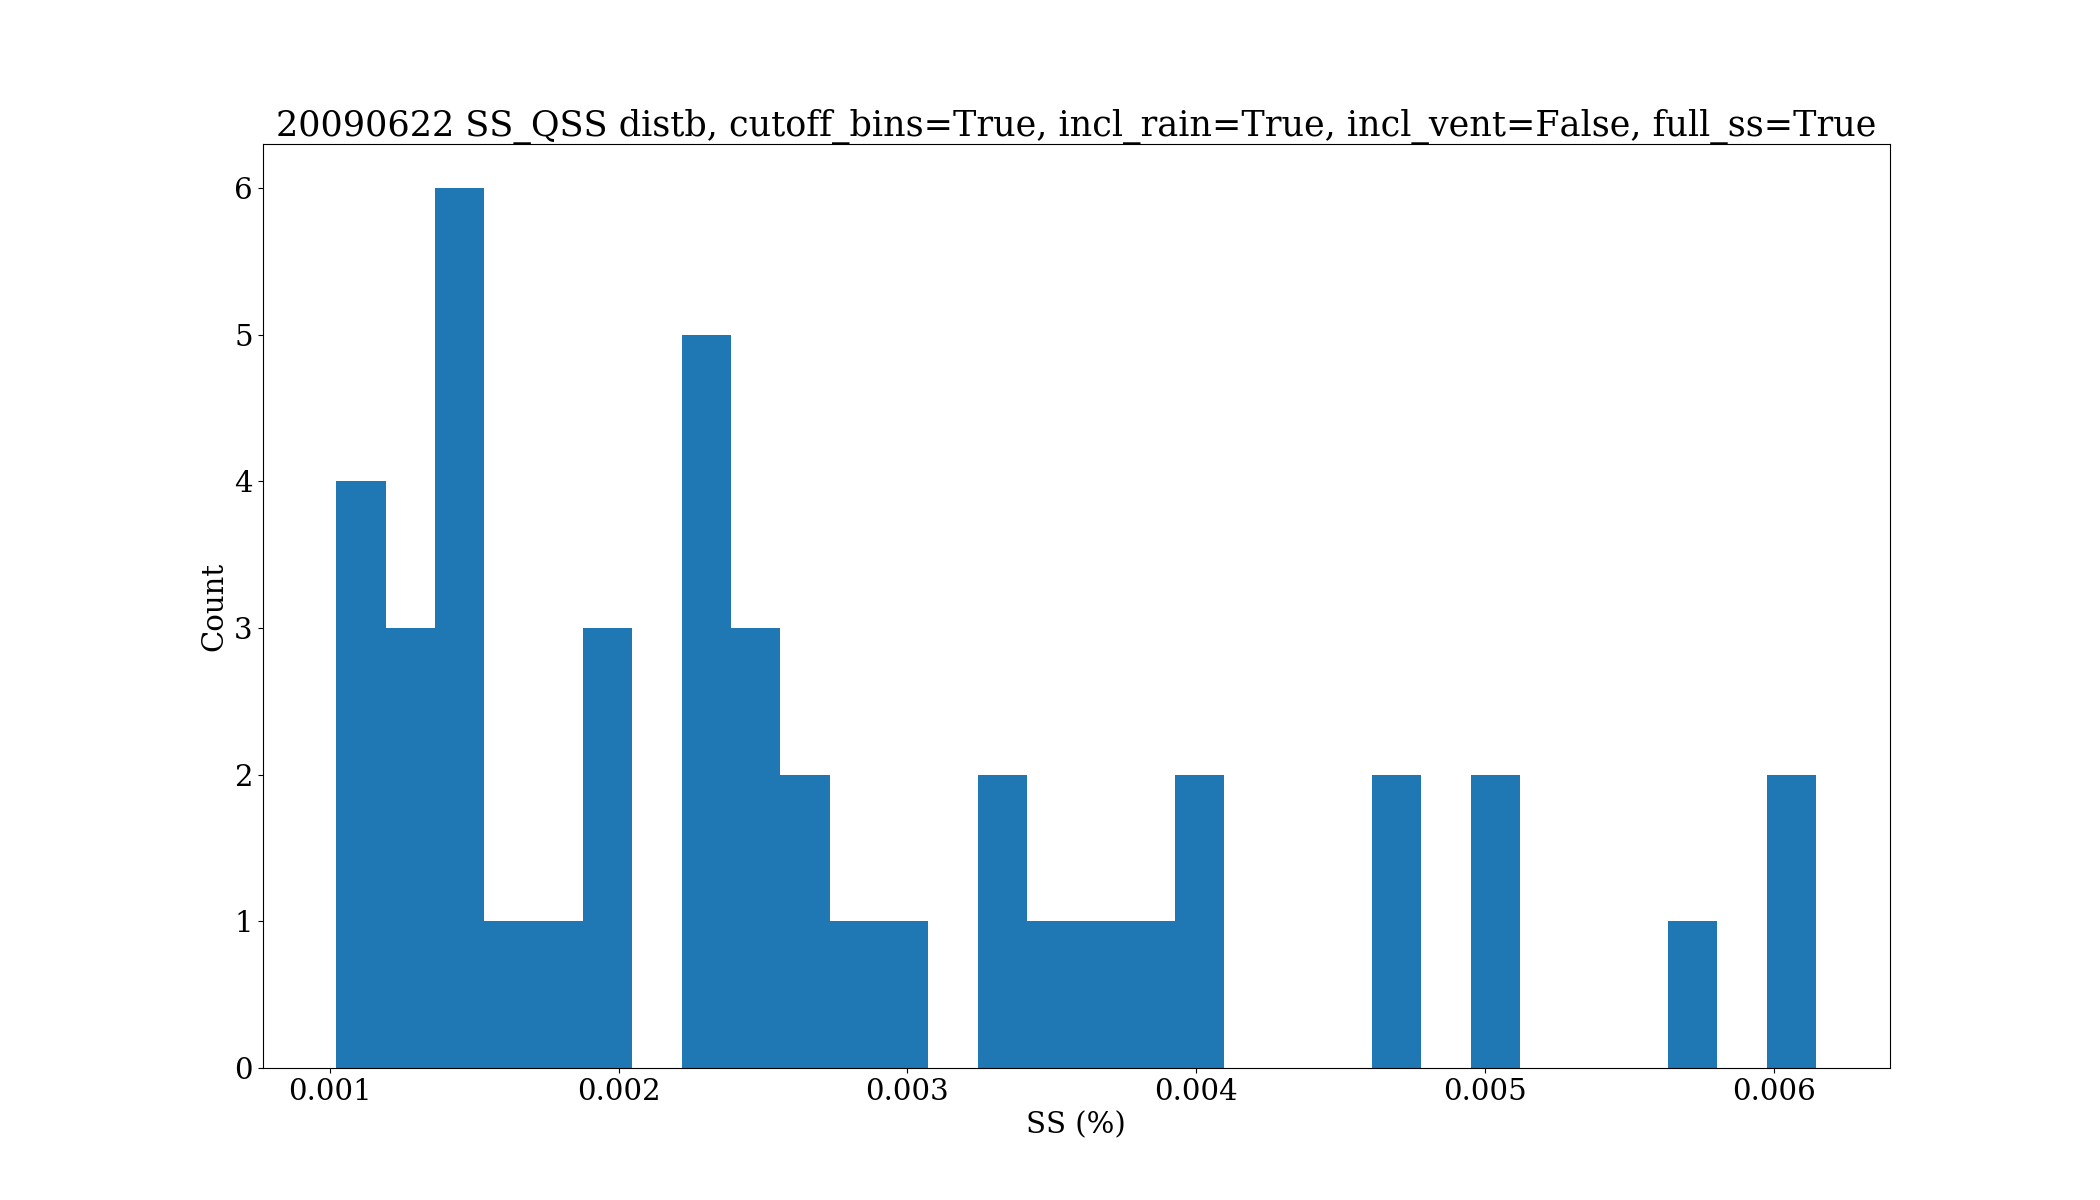 20090622 SS_QSS distb, cutoff_bins=True, incl_rain=True, incl_vent=False, full_ss=True
6
5
4
3
2
1
0
Count
0.001 0.002 0.003 0.004 0.005 0.006
SS (%)